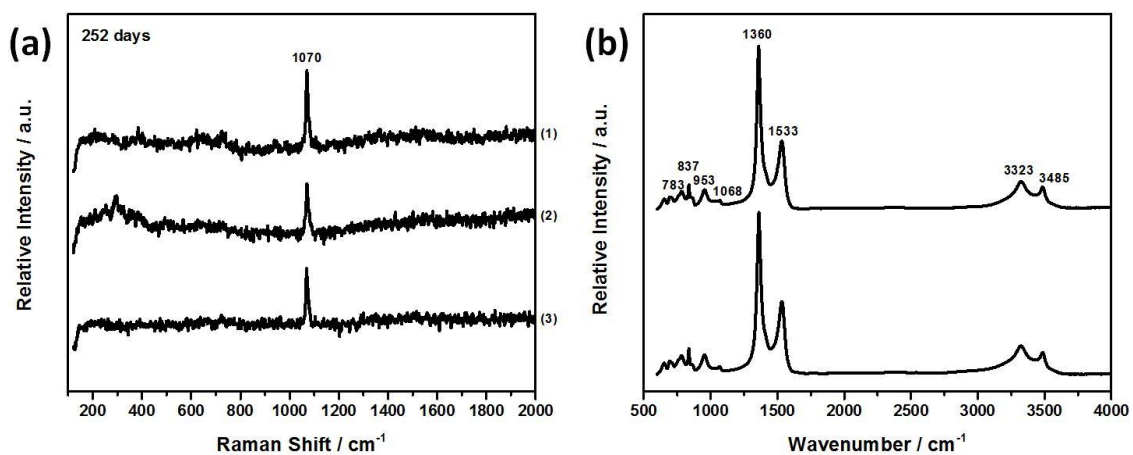 (a)
252 days
1070
(1)
(2)
(3)
Relative Intensity / a.u.
200 400 600 800 1000 1200 1400 1600 1800 2000
Raman Shift / cm⁻¹
(b)
1360
1533
837
783
953
1068
3323
3485
Relative Intensity / a.u.
500 1000 1500 2000 2500 3000 3500 4000
Wavenumber / cm⁻¹